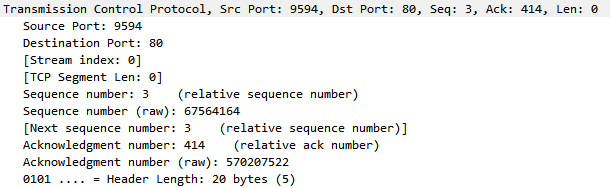 Transmission Control Protocol, Src Port: 9594, Dst Port: 80, Seq: 3, Ack: 414, Len: 0
Source Port: 9594
Destination Port: 80
[Stream index: 0]
[TCP Segment Len: 0]
Sequence number: 3    (relative sequence number)
Sequence number (raw): 67564164
[Next sequence number: 3    (relative sequence number)]
Acknowledgment number: 414    (relative ack number)
Acknowledgment number (raw): 570207522
0101 .... = Header Length: 20 bytes (5)